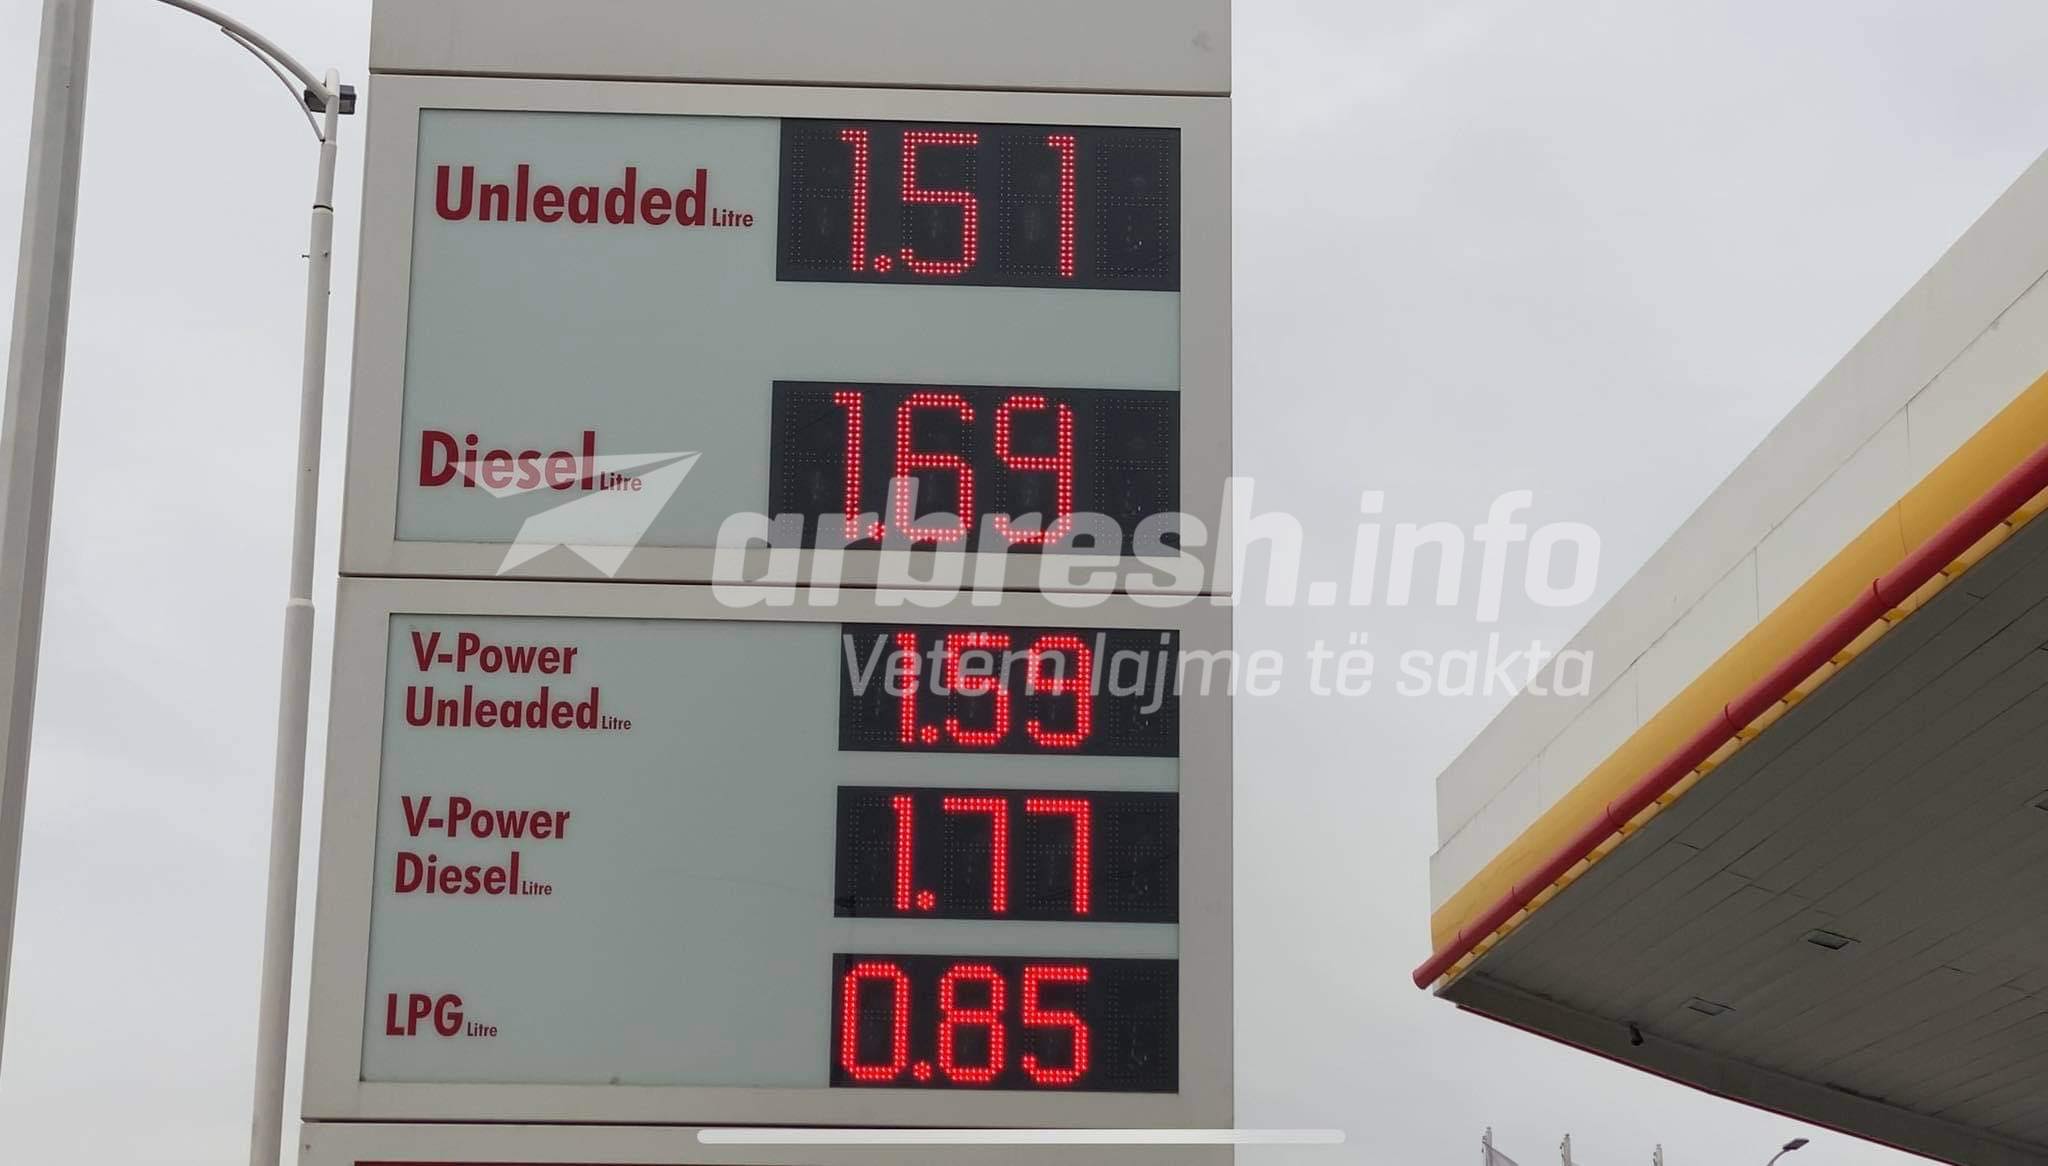 Unleaded Litre 1.51
Diesel Litre 1.69
arbresh.info
Vetëm lajme të sakta
V-Power
Unleaded Litre 1.59
V-Power
Diesel Litre 1.77
LPG Litre 0.85